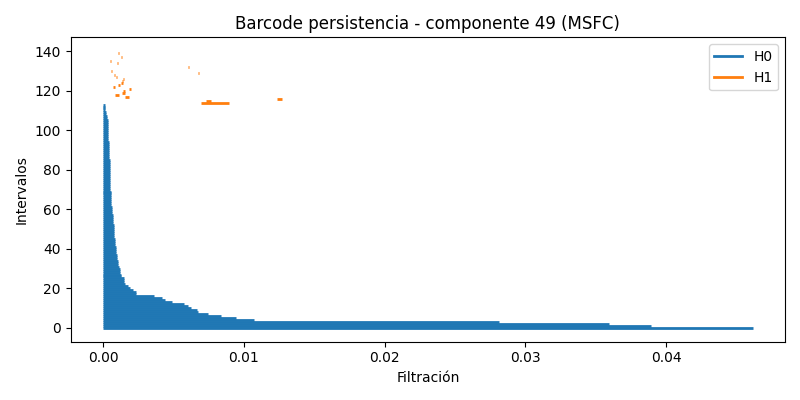 Barcode persistencia - componente 49 (MSFC)
H0
H1
Intervalos
140
120
100
80
60
40
20
0
0.00 0.01 0.02 0.03 0.04
Filtración